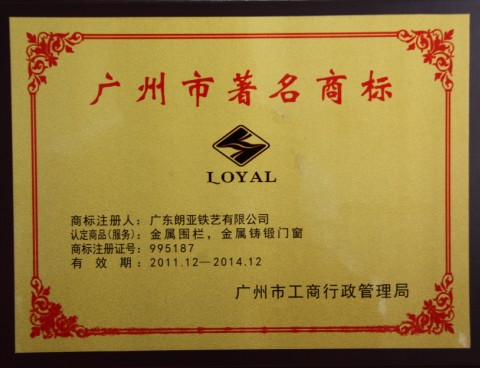 广州市著名商标
LOYAL
商标注册人：广东朗亚铁艺有限公司
认定商品(服务)：金属围栏，金属铸锻门窗
商标注册证号：995187
有效期：2011.12—2014.12
广州市工商行政管理局